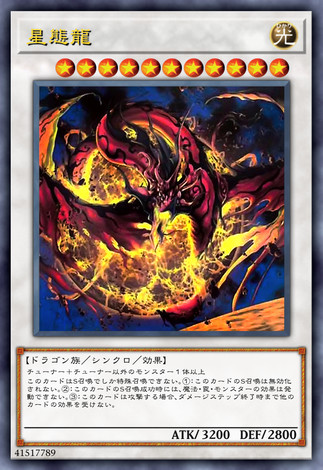 星態龍
光
【ドラゴン族／シンクロ／効果】
チューナー＋チューナー以外のモンスター１体以上
このカードはS召喚でしか特殊召喚できない。①：このカードのS召喚は無効化
されない。②：このカードのS召喚成功時には、魔法・罠・モンスターの効果は発
動できない。③：このカードは攻撃する場合、ダメージステップ終了時まで他の
カードの効果を受けない。
ATK/ 3200 DEF/2800
41517789